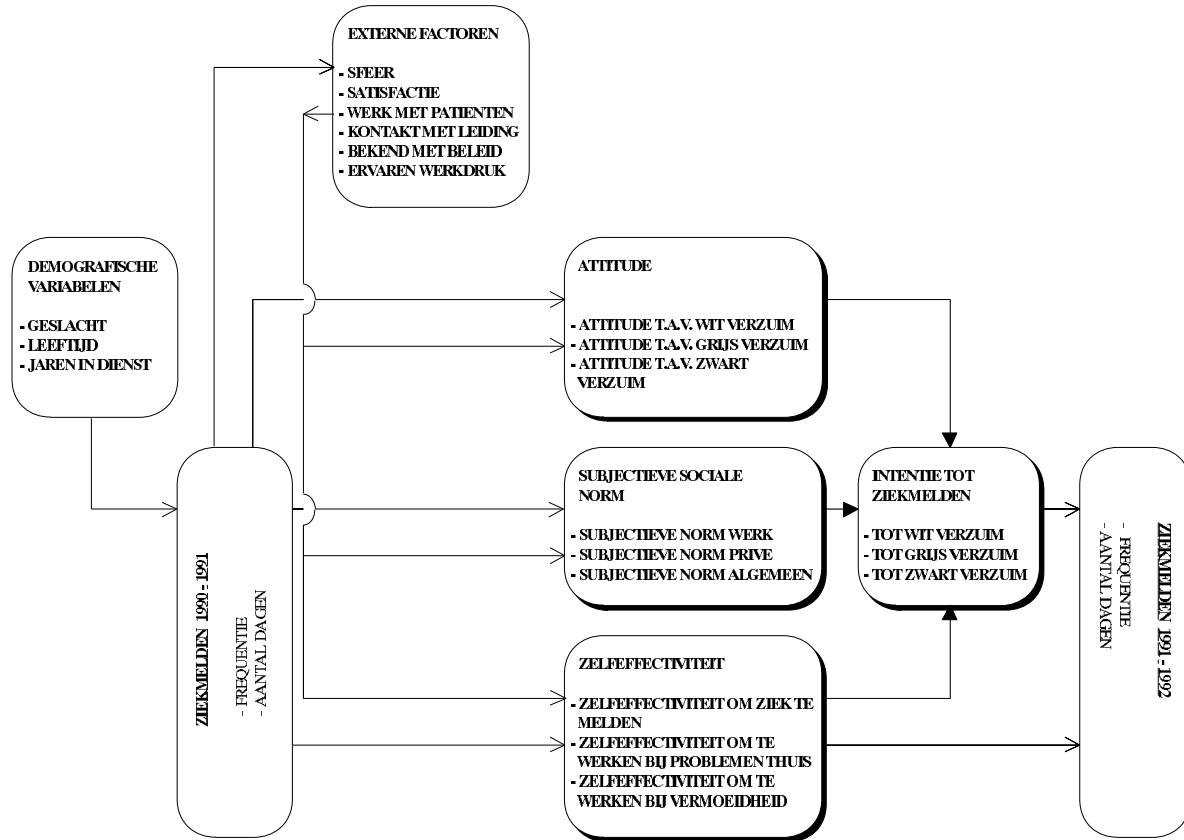 EXTERNE FACTOREN
- SFEER
- SATISFACTIE
- WERK MET PATIENTEN
- KONTAKT MET LEIDING
- BEKEND MET BELEID
- ERVAREN WERKDRUK
DEMOGRAFISCHE
VARIABELEN
- GESLACHT
- LEEFTIJD
- JAREN IN DIENST
ZIEKMELDEN 1990 - 1991
- FREQUENTIE
- AANTAL DAGEN
ATTITUDE
- ATTITUDE T.A.V. WIT VERZUIM
- ATTITUDE T.A.V. GRIJS VERZUIM
- ATTITUDE T.A.V. ZWART
VERZUIM
SUBJECTIEVE SOCIALE
NORM
- SUBJECTIEVE NORM WERK
- SUBJECTIEVE NORM PRIVE
- SUBJECTIEVE NORM ALGEMEEN
ZELFEFFECTIVITEIT
- ZELFEFFECTIVITEIT OM ZIEK TE
MELDEN
- ZELFEFFECTIVITEIT OM TE
WERKEN BIJ PROBLEMEN THUIS
- ZELFEFFECTIVITEIT OM TE
WERKEN BIJ VERMOEIDHEID
INTENTIE TOT
ZIEKMELDEN
- TOT WIT VERZUIM
- TOT GRIJS VERZUIM
- TOT ZWART VERZUIM
ZIEKMELDEN 1991 - 1992
- FREQUENTIE
- AANTAL DAGEN